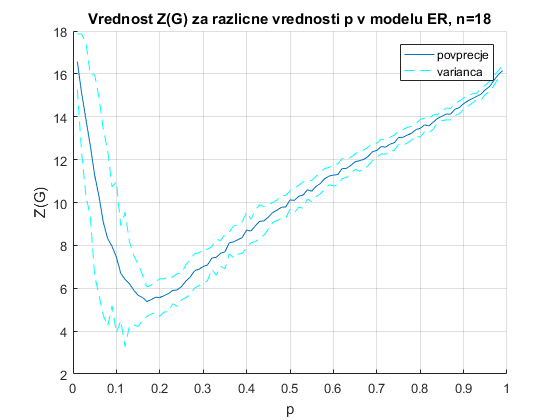 Vrednost Z(G) za razlicne vrednosti p v modelu ER, n=18
povprecje
varianca
Z(G)
18
16
14
12
10
8
6
4
2
0 0.1 0.2 0.3 0.4 0.5 0.6 0.7 0.8 0.9 1
p